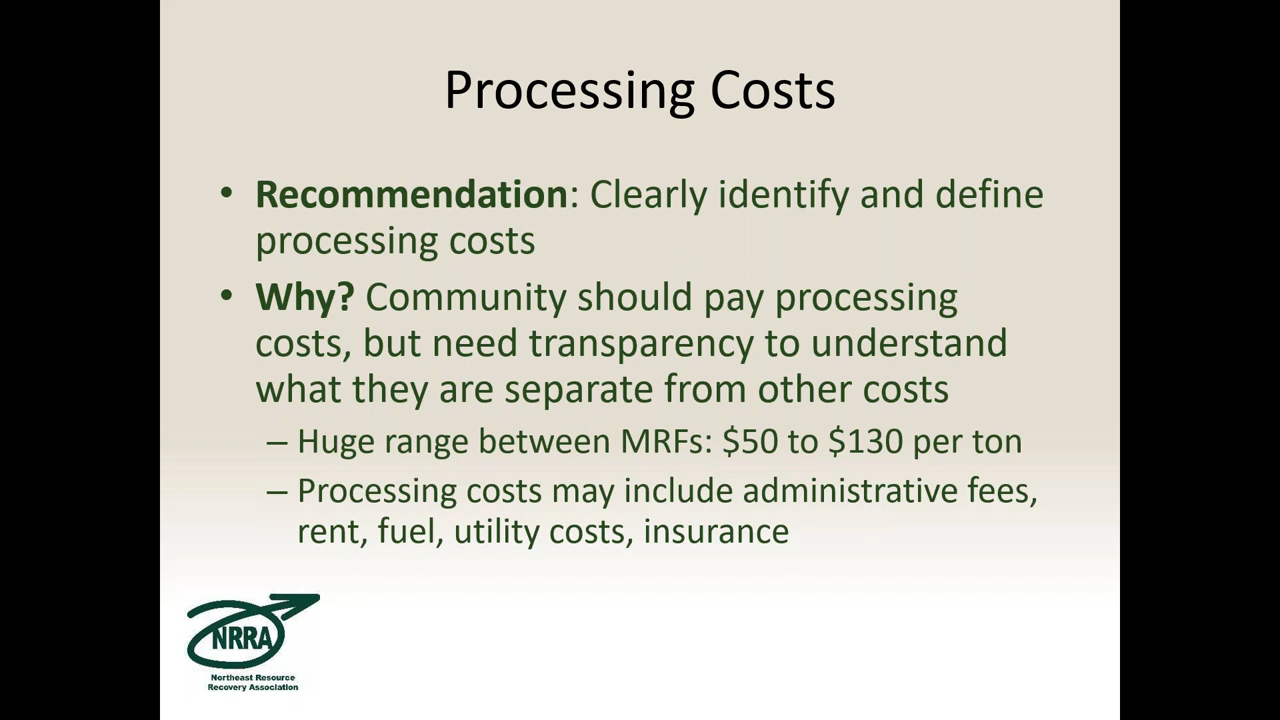 Processing Costs
• Recommendation: Clearly identify and define
processing costs
• Why? Community should pay processing
costs, but need transparency to understand
what they are separate from other costs
– Huge range between MRFs: $50 to $130 per ton
– Processing costs may include administrative fees,
rent, fuel, utility costs, insurance
NRRA
Northeast Resource
Recovery Association